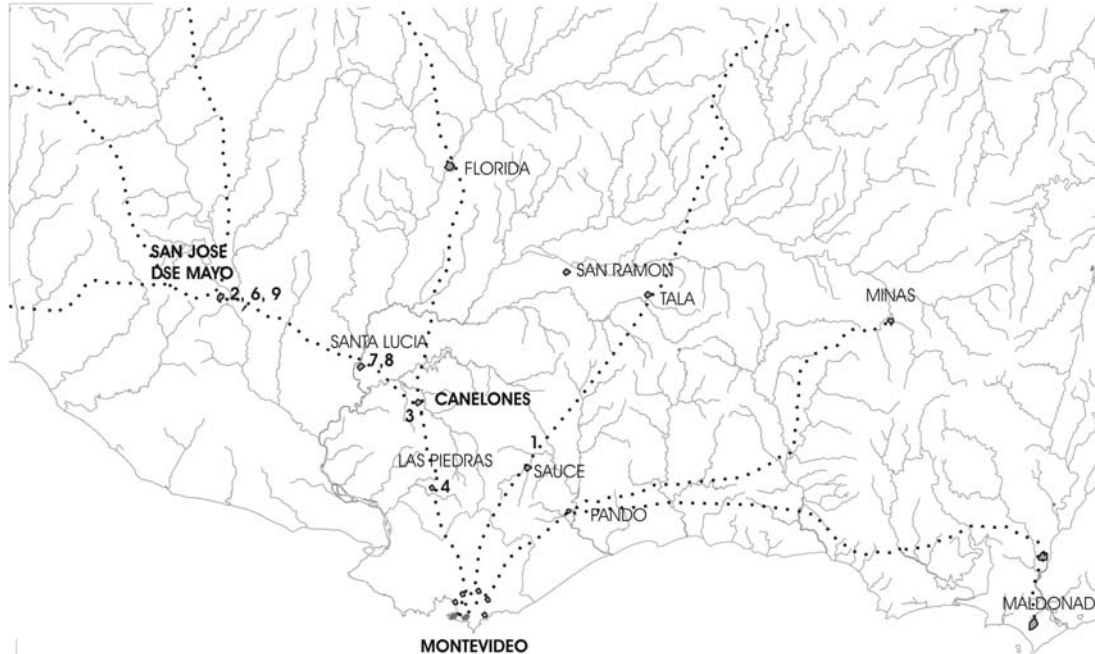 FLORIDA
SAN JOSE
DSE MAYO
2, 6, 9
SAN RAMON
TALA
MINAS
SANTA LUCIA
7,8
CANELONES
3
1
LAS PIEDRAS
SAUCE
4
PANDO
MALDONAD
MONTEVIDEO